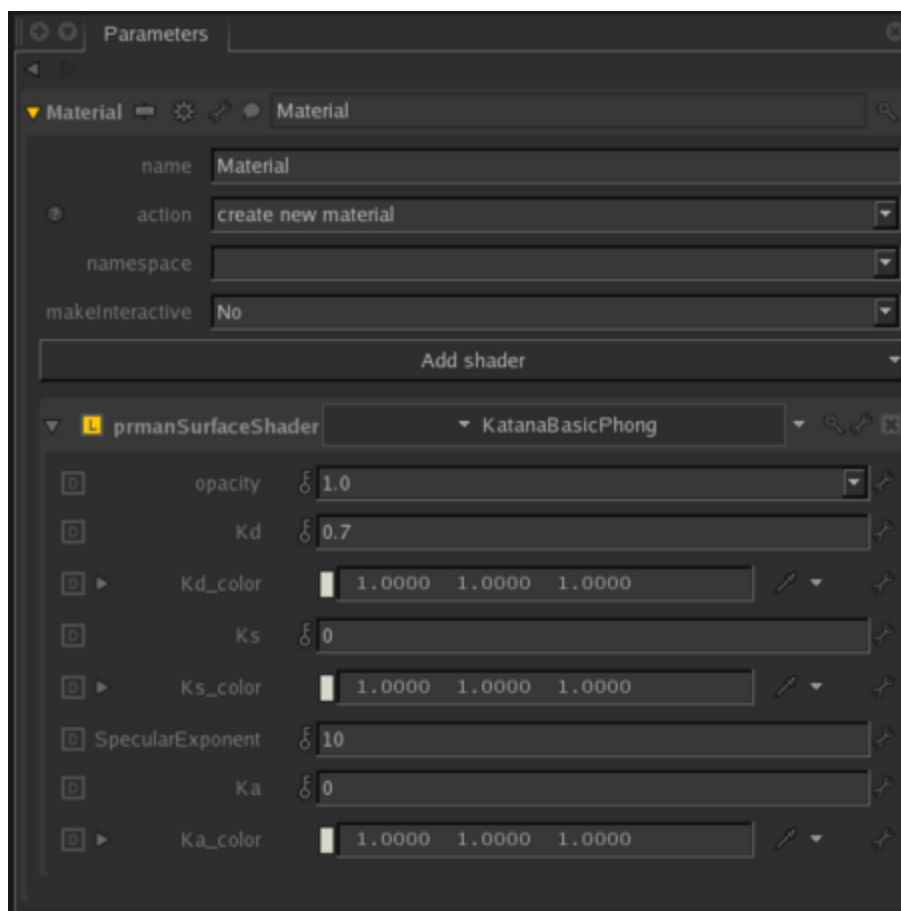 Parameters
Material Material
name Material
? action create new material
namespace
makeInteractive No
Add shader
L prmanSurfaceShader KatanaBasicPhong
D opacity 1.0
D Kd 0.7
D Kd_color 1.0000 1.0000 1.0000
D Ks 0
D Ks_color 1.0000 1.0000 1.0000
D SpecularExponent 10
D Ka 0
D Ka_color 1.0000 1.0000 1.0000